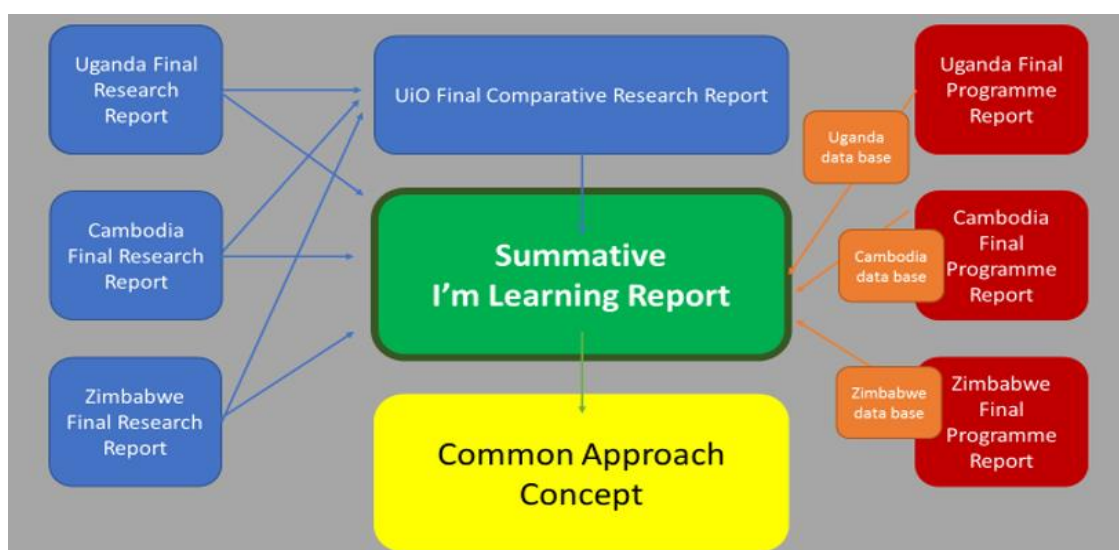 Uganda Final
Research
Report
UiO Final Comparative Research Report
Uganda Final
Programme
Report
Uganda
data base
Cambodia
Final Research
Report
Summative
I'm Learning Report
Cambodia
data base
Cambodia
Final
Programme
Report
Zimbabwe
Final Research
Report
Common Approach
Concept
Zimbabwe
data base
Zimbabwe
Final
Programme
Report